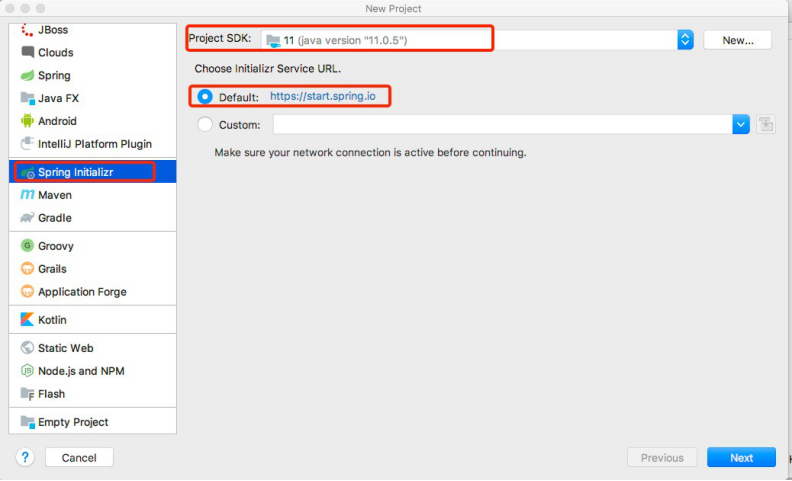 New Project
JBoss
Clouds
Spring
Java FX
Android
IntelliJ Platform Plugin
Spring Initializr
Maven
Gradle
Groovy
Grails
Application Forge
Kotlin
Static Web
Node.js and NPM
Flash
Empty Project
Project SDK: 11 (java version "11.0.5") New...
Choose Initializr Service URL.
Default: https://start.spring.io
Custom:
Make sure your network connection is active before continuing.
? Cancel Previous Next